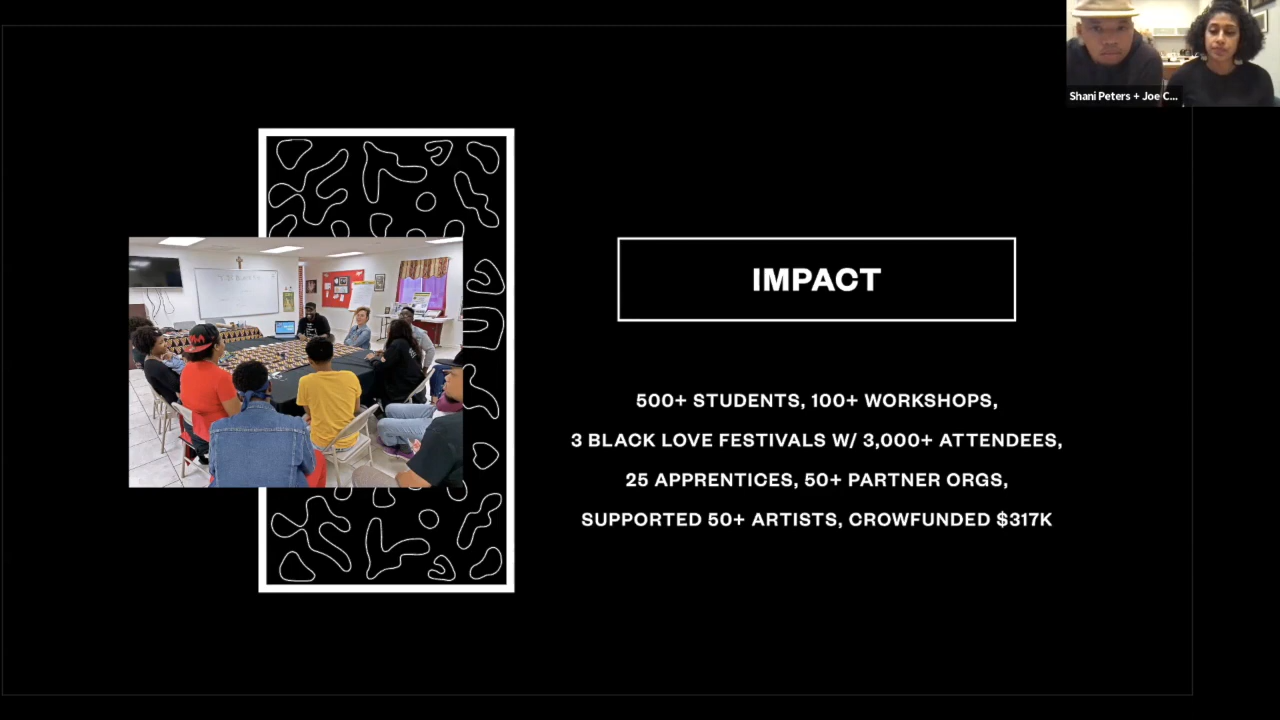 Shani Peters + Joe C...
IMPACT
500+ STUDENTS, 100+ WORKSHOPS,
3 BLACK LOVE FESTIVALS W/ 3,000+ ATTENDEES,
25 APPRENTICES, 50+ PARTNER ORGS,
SUPPORTED 50+ ARTISTS, CROWFUNDED $317K